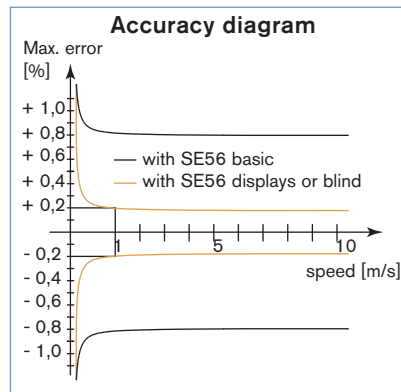 Accuracy diagram
Max. error
[%]
+ 1,0
+ 0,8
+ 0,6
+ 0,4
+ 0,2
with SE56 basic
with SE56 displays or blind
1 5 10
speed [m/s]
- 0,2
- 0,4
- 0,6
- 0,8
- 1,0